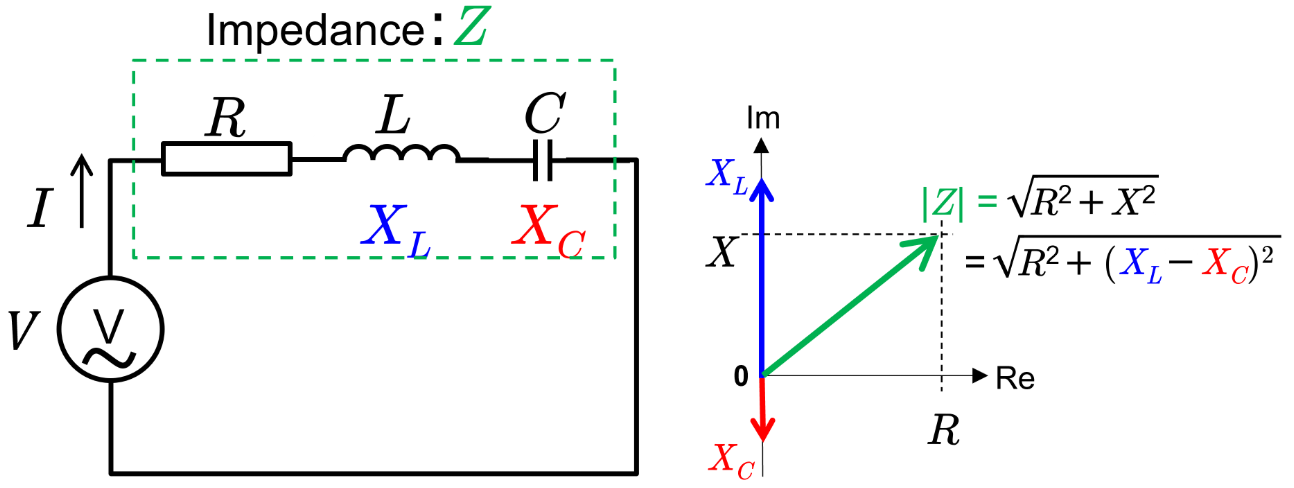 Impedance: Z
R
L
C
I
X_L
X_C
V
V
Im
X_L
|Z| = √(R² + X²)
X
= √(R² + (X_L − X_C)²)
0
Re
R
X_C